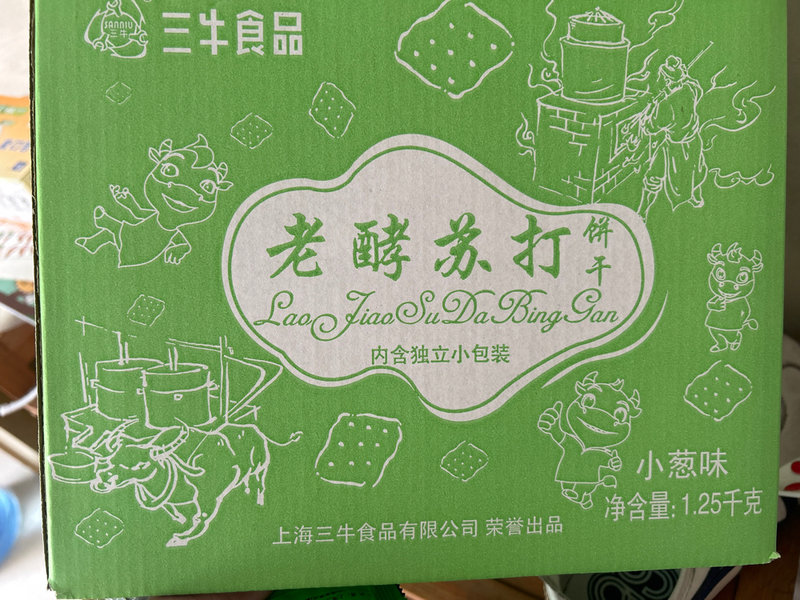 SANNIU
三牛
三牛食品
老酵苏打
饼干
Lao Jiao Su Da Bing Gan
内含独立小包装
小葱味
净含量:1.25千克
上海三牛食品有限公司 荣誉出品